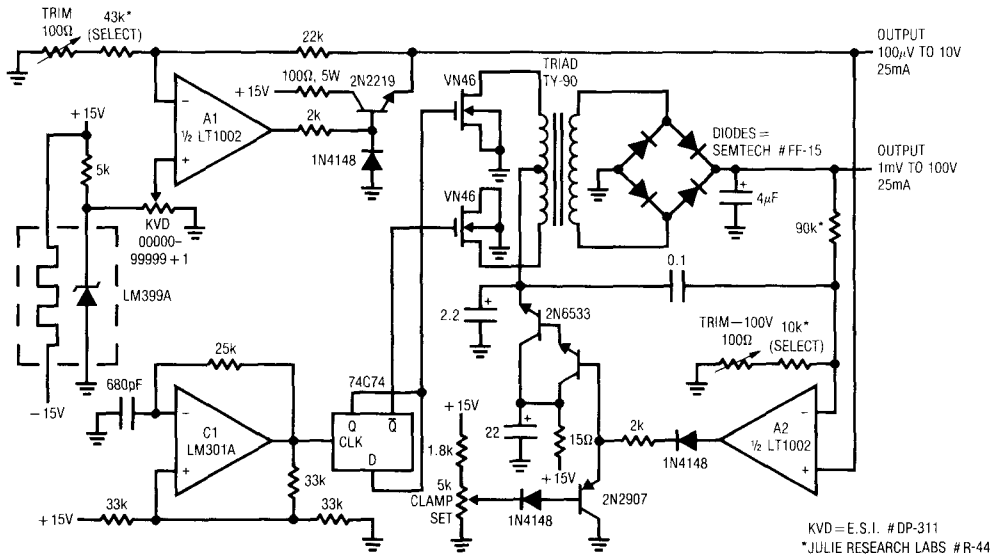 TRIM
100Ω
43k*
(SELECT)
22k
OUTPUT
100µV TO 10V
25mA
+15V
100Ω, 5W
2N2219
VN46
TRIAD
TY-90
−
A1
½ LT1002
+
2k
1N4148
+15V
5k
DIODES =
SEMTECH #FF-15
OUTPUT
1mV TO 100V
25mA
KVD
00000-
99999+1
VN46
+
4µF
90k*
LM399A
0.1
+
2.2
2N6533
TRIM—100V
100Ω
10k*
(SELECT)
25k
680pF
−15V
74C74
Q
Q̅
CLK
D
−
C1
LM301A
+
+15V
1.8k
+
22
15Ω
+15V
2k
1N4148
−
A2
½ LT1002
+
33k
5k
CLAMP
SET
1N4148
2N2907
+15V
33k
33k
KVD=E.S.I. #DP-311
*JULIE RESEARCH LABS #R-44